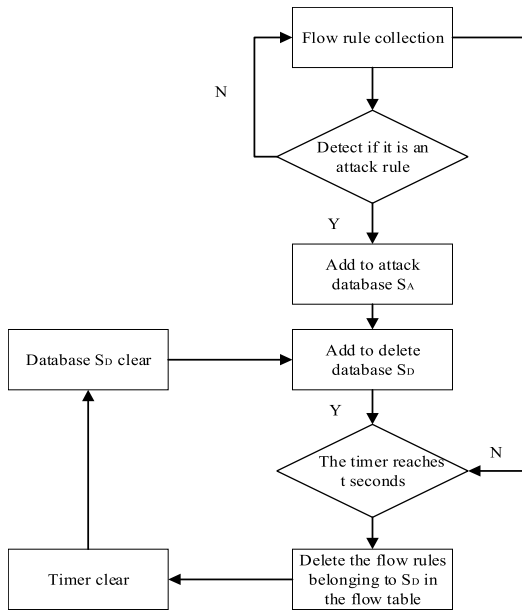 Flow rule collection
N
Detect if it is an
attack rule
Y
Add to attack
database SA
Database SD clear
Add to delete
database SD
Y
The timer reaches
t seconds
N
Timer clear
Delete the flow rules
belonging to SD in
the flow table